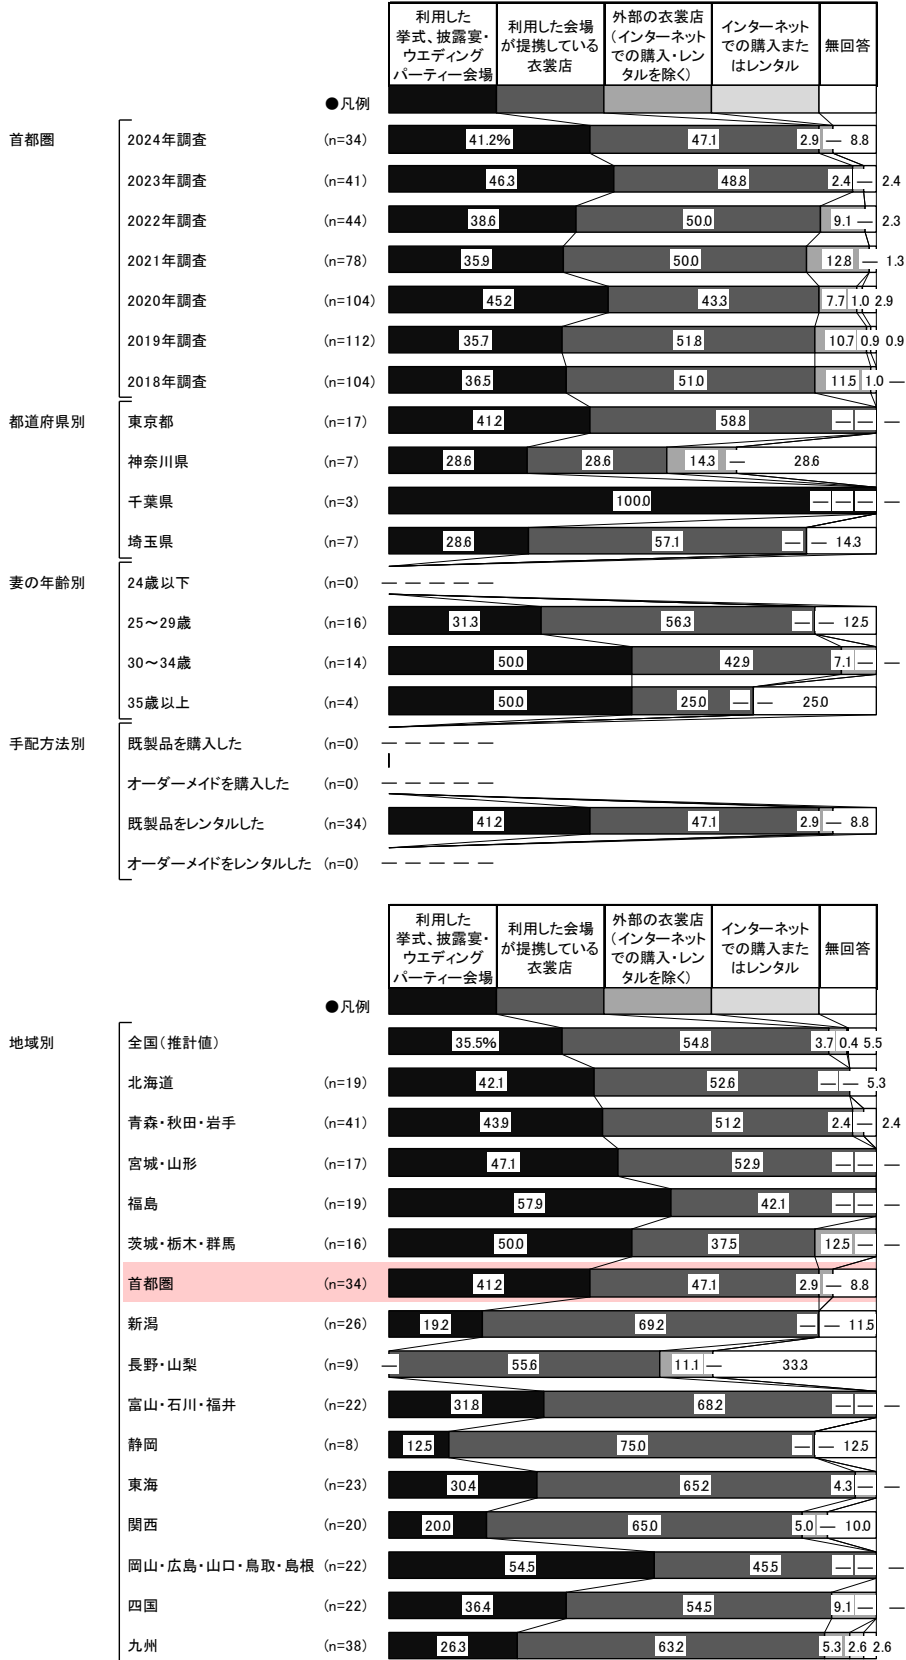 利用した
挙式、披露宴・
ウエディング
パーティー会場
利用した会場
が提携している
衣裳店
外部の衣裳店
(インターネット
での購入・レン
タルを除く)
インターネット
での購入また
はレンタル
無回答
●凡例
首都圏 2024年調査 (n=34) 41.2% 47.1 2.9 — 8.8
2023年調査 (n=41) 46.3 48.8 2.4 — 2.4
2022年調査 (n=44) 38.6 50.0 9.1 — 2.3
2021年調査 (n=78) 35.9 50.0 12.8 — 1.3
2020年調査 (n=104) 45.2 43.3 7.7 1.0 2.9
2019年調査 (n=112) 35.7 51.8 10.7 0.9 0.9
2018年調査 (n=104) 36.5 51.0 11.5 1.0 —
都道府県別 東京都 (n=17) 41.2 58.8 — — —
神奈川県 (n=7) 28.6 28.6 14.3 — 28.6
千葉県 (n=3) 100.0 — — — —
埼玉県 (n=7) 28.6 57.1 — — 14.3
妻の年齢別 24歳以下 (n=0) — — — — —
25～29歳 (n=16) 31.3 56.3 — — 12.5
30～34歳 (n=14) 50.0 42.9 7.1 — —
35歳以上 (n=4) 50.0 25.0 — — 25.0
手配方法別 既製品を購入した (n=0) — — — — —
オーダーメイドを購入した (n=0) — — — — —
既製品をレンタルした (n=34) 41.2 47.1 2.9 — 8.8
オーダーメイドをレンタルした (n=0) — — — — —
利用した
挙式、披露宴・
ウエディング
パーティー会場
利用した会場
が提携している
衣裳店
外部の衣裳店
(インターネット
での購入・レン
タルを除く)
インターネット
での購入また
はレンタル
無回答
●凡例
地域別 全国(推計値) 35.5% 54.8 3.7 0.4 5.5
北海道 (n=19) 42.1 52.6 — — 5.3
青森・秋田・岩手 (n=41) 43.9 51.2 2.4 — 2.4
宮城・山形 (n=17) 47.1 52.9 — — —
福島 (n=19) 57.9 42.1 — — —
茨城・栃木・群馬 (n=16) 50.0 37.5 12.5 — —
首都圏 (n=34) 41.2 47.1 2.9 — 8.8
新潟 (n=26) 19.2 69.2 — — 11.5
長野・山梨 (n=9) — 55.6 11.1 — 33.3
富山・石川・福井 (n=22) 31.8 68.2 — — —
静岡 (n=8) 12.5 75.0 — — 12.5
東海 (n=23) 30.4 65.2 4.3 — —
関西 (n=20) 20.0 65.0 5.0 — 10.0
岡山・広島・山口・鳥取・島根 (n=22) 54.5 45.5 — — —
四国 (n=22) 36.4 54.5 9.1 — —
九州 (n=38) 26.3 63.2 5.3 2.6 2.6